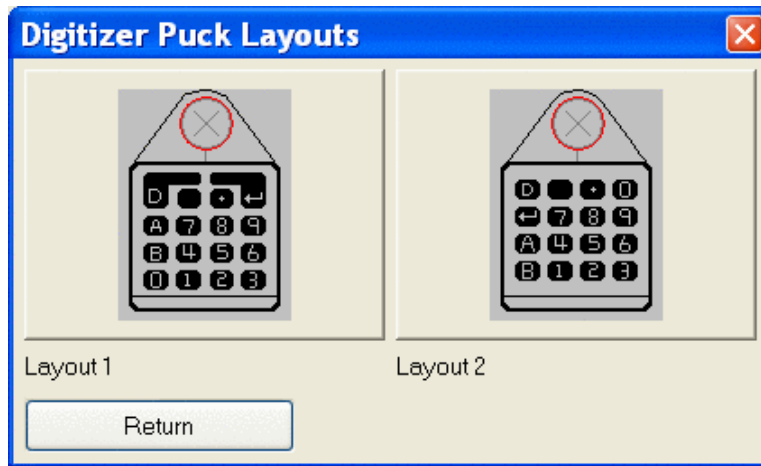 Digitizer Puck Layouts
D . ↵
A 7 8 9
B 4 5 6
0 1 2 3
D . 0
↵ 7 8 9
A 4 5 6
B 1 2 3
Layout 1
Layout 2
Return